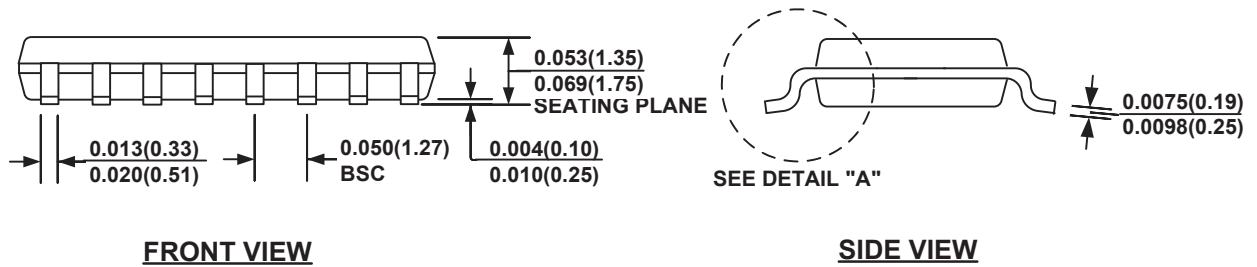 0.053(1.35)
0.069(1.75)
SEATING PLANE
0.013(0.33)
0.020(0.51)
0.050(1.27)
BSC
0.004(0.10)
0.010(0.25)
FRONT VIEW
0.0075(0.19)
0.0098(0.25)
SEE DETAIL "A"
SIDE VIEW